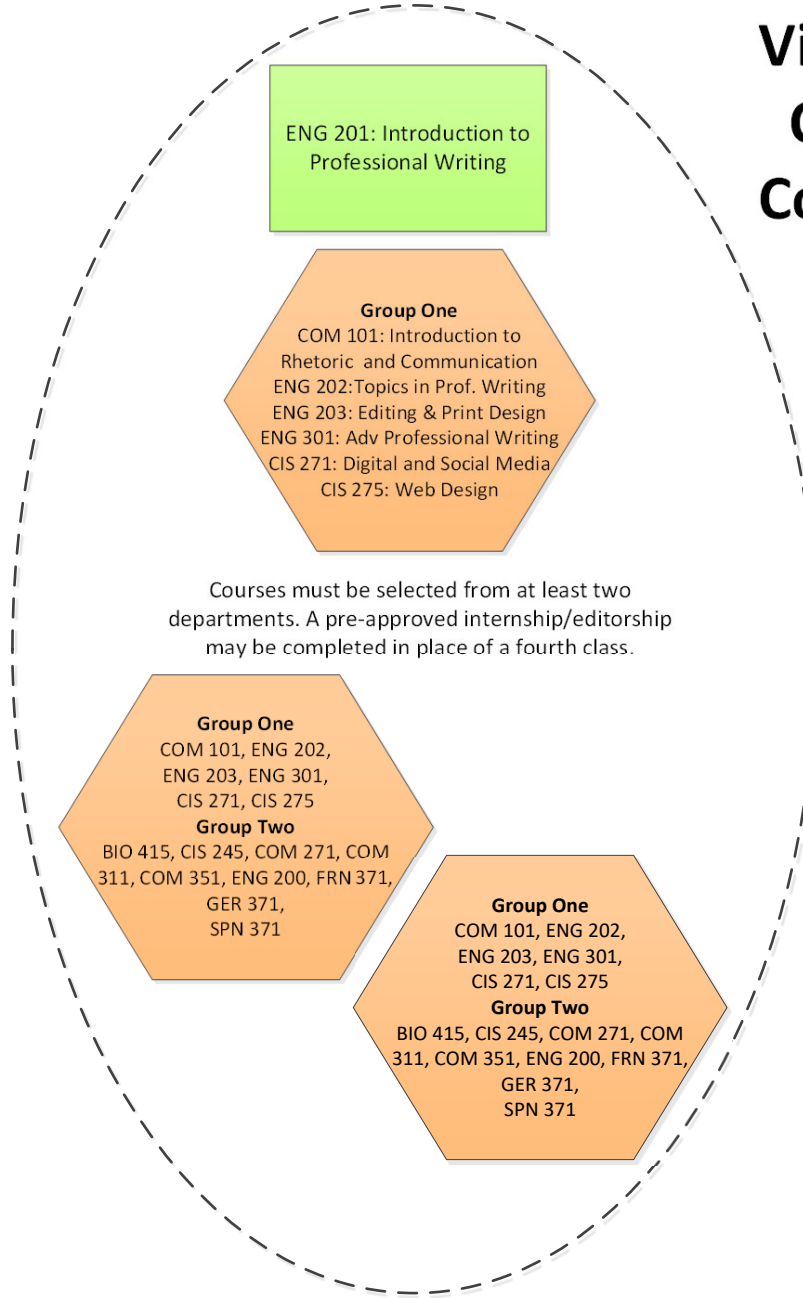 ENG 201: Introduction to
Professional Writing
Group One
COM 101: Introduction to
Rhetoric and Communication
ENG 202:Topics in Prof. Writing
ENG 203: Editing & Print Design
ENG 301: Adv Professional Writing
CIS 271: Digital and Social Media
CIS 275: Web Design
Courses must be selected from at least two
departments. A pre-approved internship/editorship
may be completed in place of a fourth class.
Group One
COM 101, ENG 202,
ENG 203, ENG 301,
CIS 271, CIS 275
Group Two
BIO 415, CIS 245, COM 271, COM
311, COM 351, ENG 200, FRN 371,
GER 371,
SPN 371
Group One
COM 101, ENG 202,
ENG 203, ENG 301,
CIS 271, CIS 275
Group Two
BIO 415, CIS 245, COM 271, COM
311, COM 351, ENG 200, FRN 371,
GER 371,
SPN 371